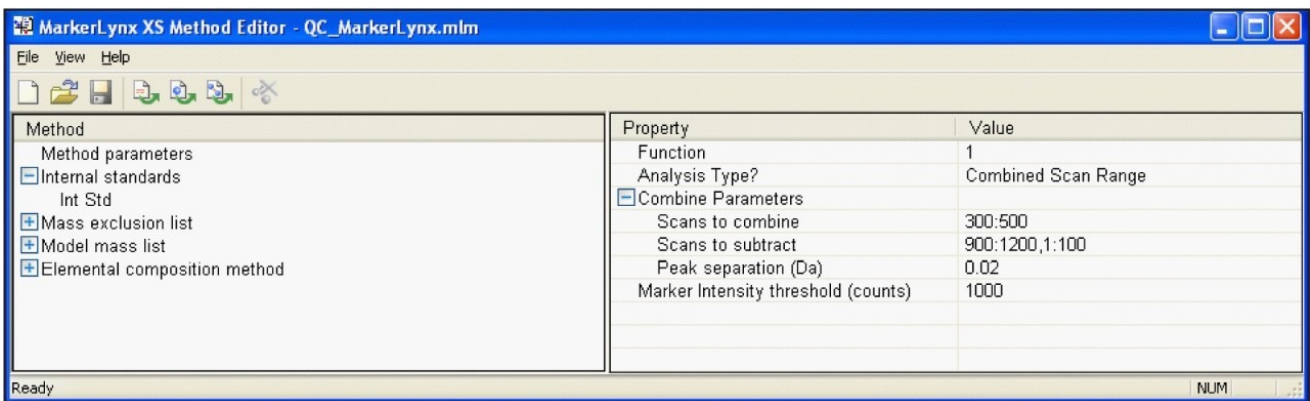 MarkerLynx XS Method Editor - QC_MarkerLynx.mlm
File View Help
Method
Method parameters
Internal standards
Int Std
Mass exclusion list
Model mass list
Elemental composition method
Property Value
Function 1
Analysis Type? Combined Scan Range
Combine Parameters
Scans to combine 300:500
Scans to subtract 900:1200,1:100
Peak separation (Da) 0.02
Marker Intensity threshold (counts) 1000
Ready NUM